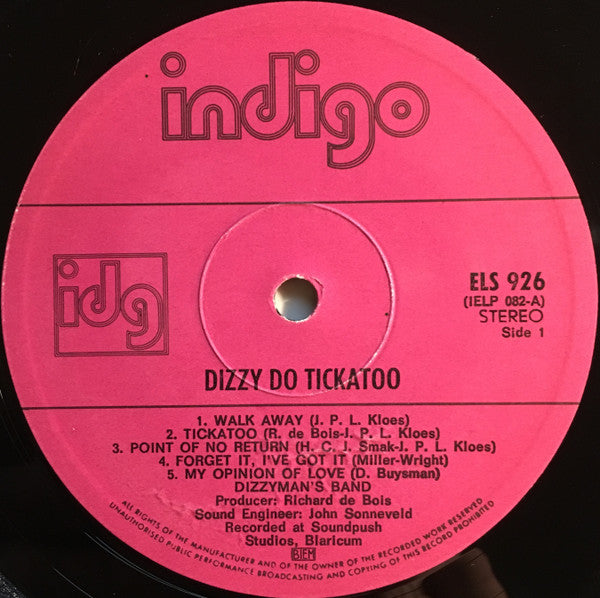 indigo
idg
ELS 926
(IELP 082-A)
STEREO
Side 1
DIZZY DO TICKATOO
1. WALK AWAY (J. P. L. Kloes)
2. TICKATOO (R. de Bois-J. P. L. Kloes)
3. POINT OF NO RETURN (H. C. J. Smak-J. P. L. Kloes)
4. FORGET IT, I'VE GOT IT (Miller-Wright)
5. MY OPINION OF LOVE (D. Buysman)
DIZZYMAN'S BAND
Producer: Richard de Bois
Sound Engineer: John Sonneveld
Recorded at Soundpush
Studios, Blaricum
BIEM
ALL RIGHTS OF THE MANUFACTURER AND OF THE OWNER OF THE RECORDED WORK RESERVED
UNAUTHORISED PUBLIC PERFORMANCE BROADCASTING AND COPYING OF THIS RECORD PROHIBITED